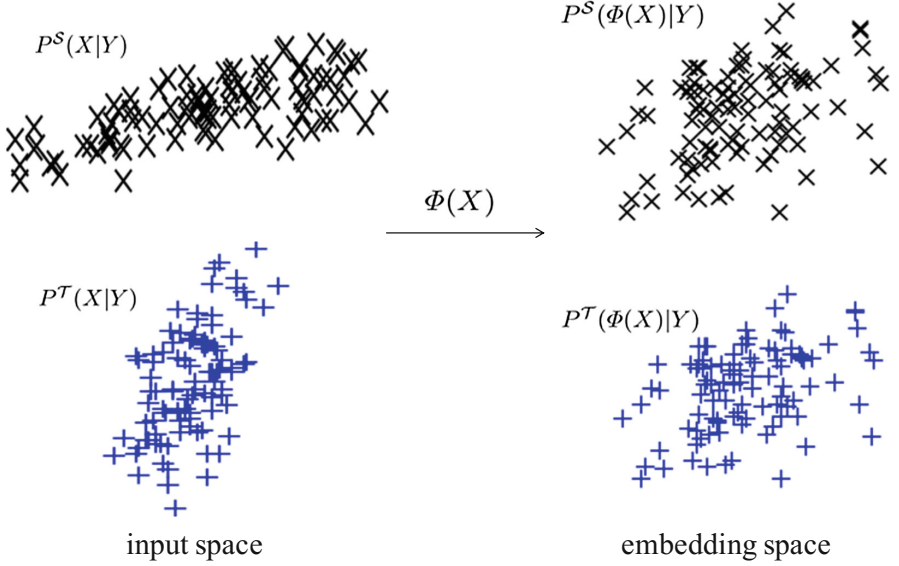 P^S(X|Y)
P^S(Φ(X)|Y)
Φ(X)
P^T(X|Y)
P^T(Φ(X)|Y)
input space
embedding space